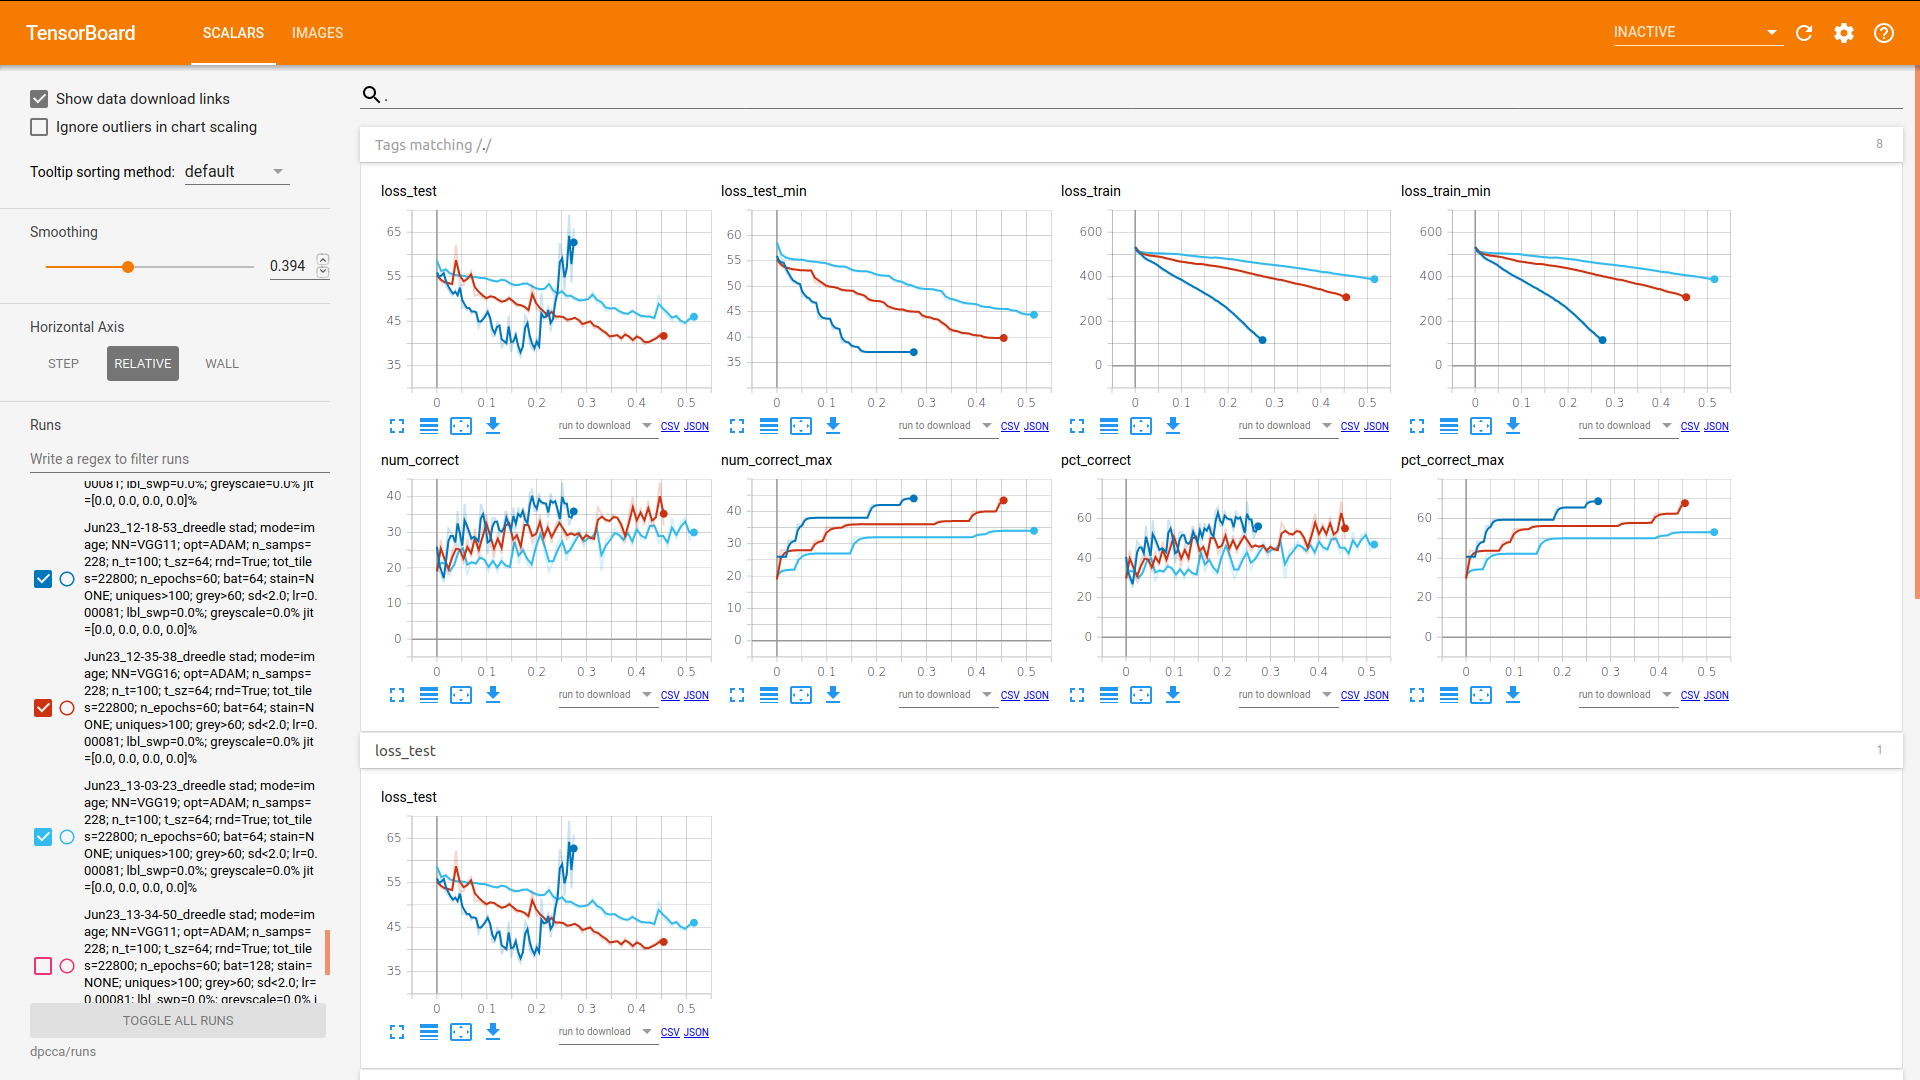 TensorBoard
SCALARS
IMAGES
INACTIVE
Show data download links
Ignore outliers in chart scaling
Tooltip sorting method: default
Smoothing
0.394
Horizontal Axis
STEP
RELATIVE
WALL
Runs
Write a regex to filter runs
00081; lbl_swp=0.0%; greyscale=0.0% jit
=[0.0, 0.0, 0.0, 0.0]%
Jun23_12-18-53_dreedle stad; mode=im
age; NN=VGG11; opt=ADAM; n_samps=
228; n_t=100; t_sz=64; rnd=True; tot_tile
s=22800; n_epochs=60; bat=64; stain=N
ONE; uniques>100; grey>60; sd<2.0; lr=0.
00081; lbl_swp=0.0%; greyscale=0.0% jit
=[0.0, 0.0, 0.0, 0.0]%
Jun23_12-35-38_dreedle stad; mode=im
age; NN=VGG16; opt=ADAM; n_samps=
228; n_t=100; t_sz=64; rnd=True; tot_tile
s=22800; n_epochs=60; bat=64; stain=N
ONE; uniques>100; grey>60; sd<2.0; lr=0.
00081; lbl_swp=0.0%; greyscale=0.0% jit
=[0.0, 0.0, 0.0, 0.0]%
Jun23_13-03-23_dreedle stad; mode=im
age; NN=VGG19; opt=ADAM; n_samps=
228; n_t=100; t_sz=64; rnd=True; tot_tile
s=22800; n_epochs=60; bat=64; stain=N
ONE; uniques>100; grey>60; sd<2.0; lr=0.
00081; lbl_swp=0.0%; greyscale=0.0% jit
=[0.0, 0.0, 0.0, 0.0]%
Jun23_13-34-50_dreedle stad; mode=im
age; NN=VGG11; opt=ADAM; n_samps=
228; n_t=100; t_sz=64; rnd=True; tot_tile
s=22800; n_epochs=60; bat=128; stain=
NONE; uniques>100; grey>60; sd<2.0; lr=
0.00081; lbl_swp=0.0%; greyscale=0.0% j
TOGGLE ALL RUNS
dpcca/runs
.
Tags matching /./
8
loss_test
65
55
45
35
0 0.1 0.2 0.3 0.4 0.5
run to download CSV JSON
loss_test_min
60
55
50
45
40
35
0 0.1 0.2 0.3 0.4 0.5
run to download CSV JSON
loss_train
600
400
200
0
0 0.1 0.2 0.3 0.4 0.5
run to download CSV JSON
loss_train_min
600
400
200
0
0 0.1 0.2 0.3 0.4 0.5
run to download CSV JSON
num_correct
40
30
20
10
0
0 0.1 0.2 0.3 0.4 0.5
run to download CSV JSON
num_correct_max
40
30
20
10
0
0 0.1 0.2 0.3 0.4 0.5
run to download CSV JSON
pct_correct
60
40
20
0
0 0.1 0.2 0.3 0.4 0.5
run to download CSV JSON
pct_correct_max
60
40
20
0
0 0.1 0.2 0.3 0.4 0.5
run to download CSV JSON
loss_test
1
loss_test
65
55
45
35
0 0.1 0.2 0.3 0.4 0.5
run to download CSV JSON